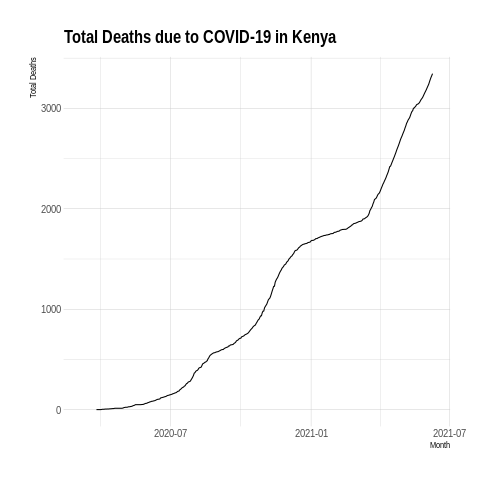 Total Deaths due to COVID-19 in Kenya
Total Deaths
3000
2000
1000
0
2020-07
2021-01
2021-07
Month